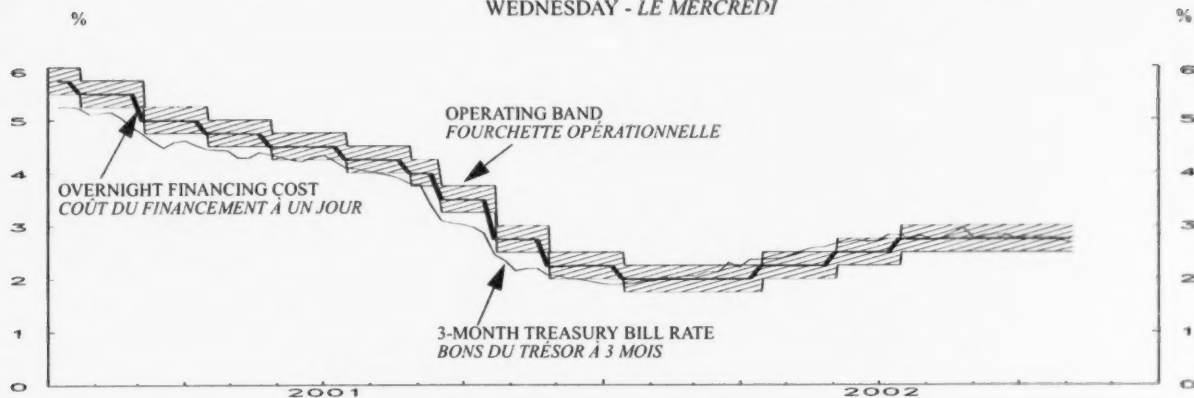 WEDNESDAY - LE MERCREDI
% %
6 6
5 5
OPERATING BAND
FOURCHETTE OPÉRATIONNELLE
4 4
OVERNIGHT FINANCING COST
COÛT DU FINANCEMENT À UN JOUR
3 3
2 2
3-MONTH TREASURY BILL RATE
BONS DU TRÉSOR À 3 MOIS
1 1
0 0
2001 2002